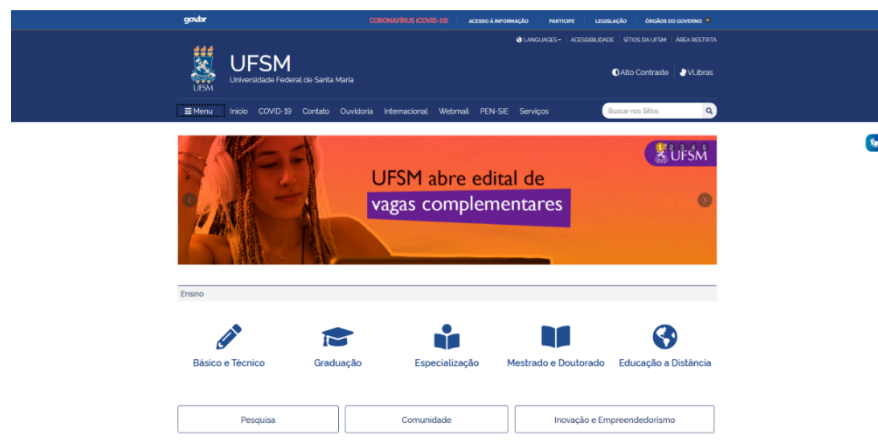 govbr
CORONAVÍRUS (COVID-19) ACESSO À INFORMAÇÃO PARTICIPE LEGISLAÇÃO ÓRGÃOS DO GOVERNO
LANGUAGES ACESSIBILIDADE SÍTIOS DA UFSM ÁREA RESTRITA
UFSM
UFSM
Universidade Federal de Santa Maria
Alto Contraste VLibras
Menu Início COVID-19 Contato Ouvidoria Internacional Webmail PEN-SIE Serviços Buscar nos Sítios
1 2 3 4 5
UFSM
UFSM abre edital de
vagas complementares
Ensino
Básico e Técnico Graduação Especialização Mestrado e Doutorado Educação a Distância
Pesquisa Comunidade Inovação e Empreendedorismo